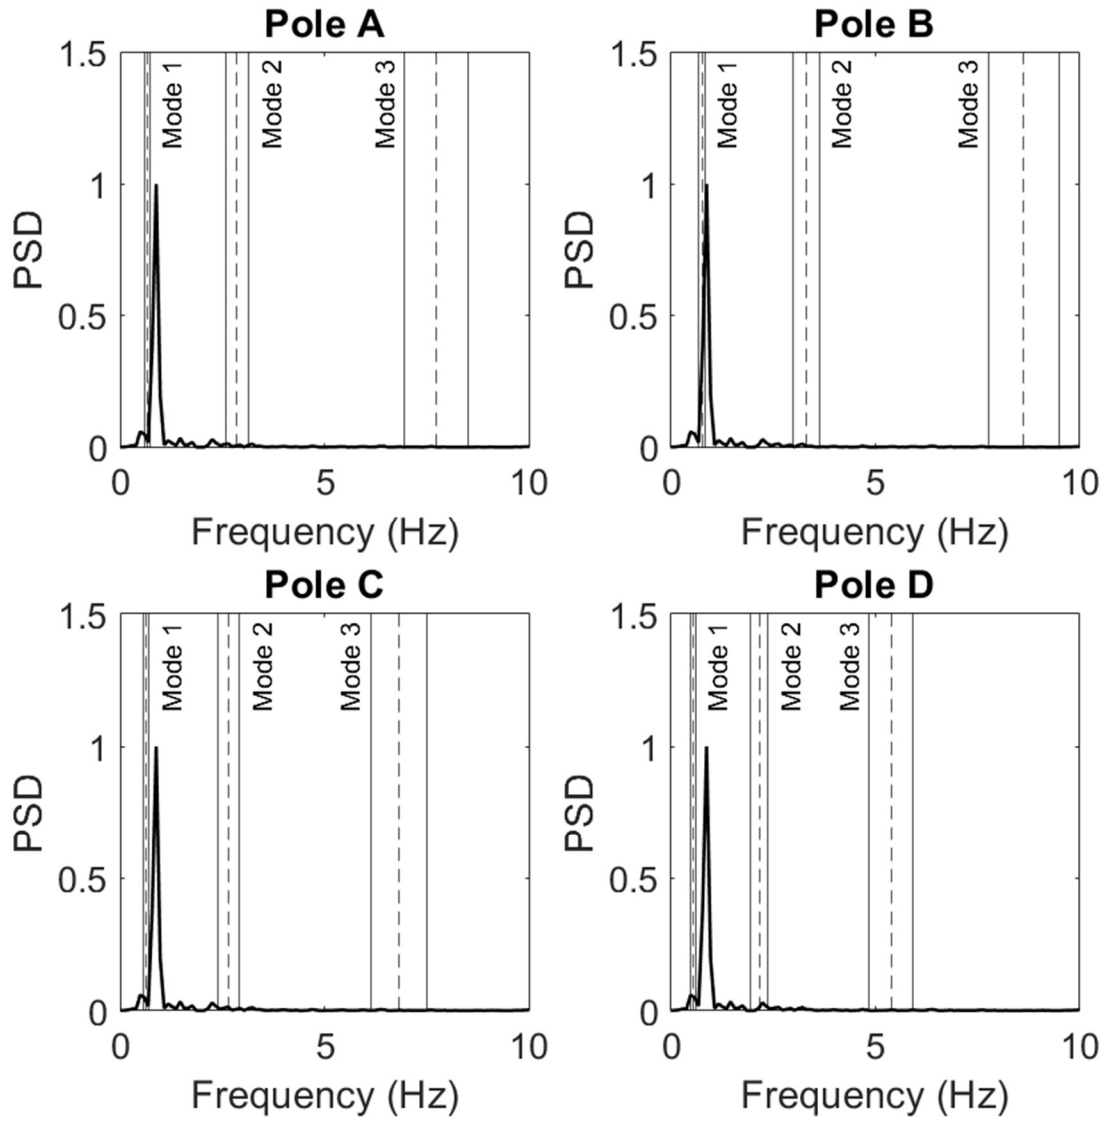 Pole A
1.5
1
0.5
0
PSD
Mode 1
Mode 2
Mode 3
0 5 10
Frequency (Hz)
Pole B
1.5
1
0.5
0
PSD
Mode 1
Mode 2
Mode 3
0 5 10
Frequency (Hz)
Pole C
1.5
1
0.5
0
PSD
Mode 1
Mode 2
Mode 3
0 5 10
Frequency (Hz)
Pole D
1.5
1
0.5
0
PSD
Mode 1
Mode 2
Mode 3
0 5 10
Frequency (Hz)